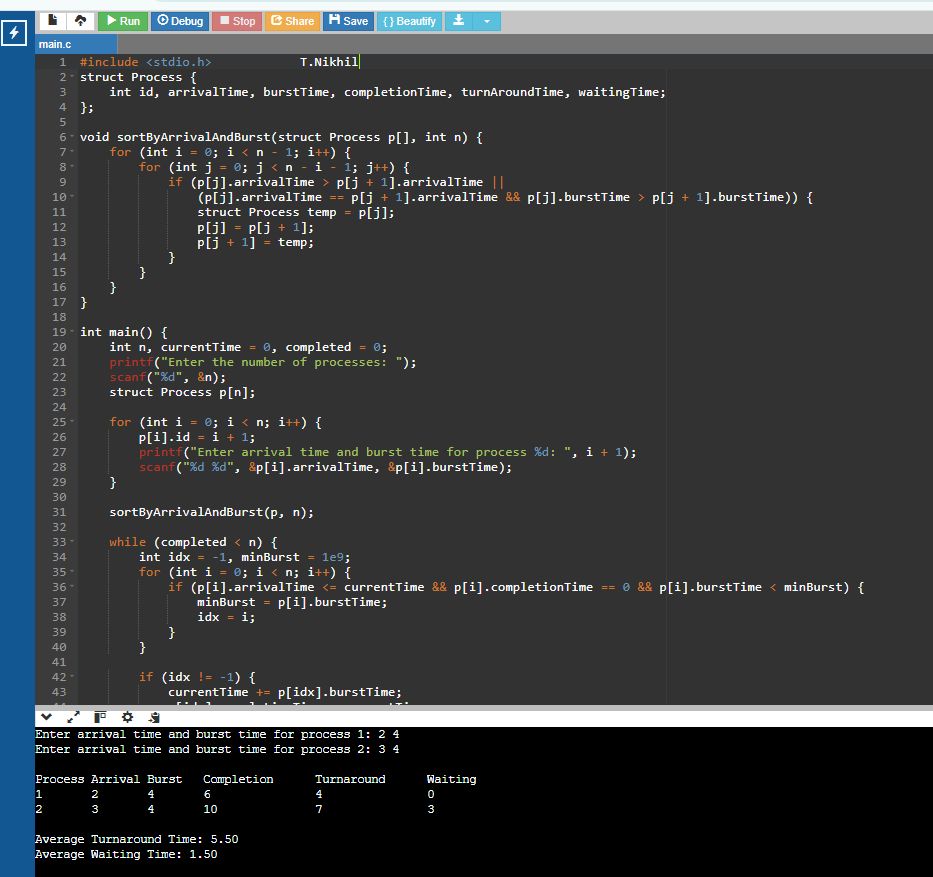 Run Debug Stop Share Save { } Beautify
main.c
1 #include <stdio.h> T.Nikhil
2 struct Process {
3 int id, arrivalTime, burstTime, completionTime, turnAroundTime, waitingTime;
4 };
5
6 void sortByArrivalAndBurst(struct Process p[], int n) {
7 for (int i = 0; i < n - 1; i++) {
8 for (int j = 0; j < n - i - 1; j++) {
9 if (p[j].arrivalTime > p[j + 1].arrivalTime ||
10 (p[j].arrivalTime == p[j + 1].arrivalTime && p[j].burstTime > p[j + 1].burstTime)) {
11 struct Process temp = p[j];
12 p[j] = p[j + 1];
13 p[j + 1] = temp;
14 }
15 }
16 }
17 }
18
19 int main() {
20 int n, currentTime = 0, completed = 0;
21 printf("Enter the number of processes: ");
22 scanf("%d", &n);
23 struct Process p[n];
24
25 for (int i = 0; i < n; i++) {
26 p[i].id = i + 1;
27 printf("Enter arrival time and burst time for process %d: ", i + 1);
28 scanf("%d %d", &p[i].arrivalTime, &p[i].burstTime);
29 }
30
31 sortByArrivalAndBurst(p, n);
32
33 while (completed < n) {
34 int idx = -1, minBurst = 1e9;
35 for (int i = 0; i < n; i++) {
36 if (p[i].arrivalTime <= currentTime && p[i].completionTime == 0 && p[i].burstTime < minBurst) {
37 minBurst = p[i].burstTime;
38 idx = i;
39 }
40 }
41
42 if (idx != -1) {
43 currentTime += p[idx].burstTime;
Enter arrival time and burst time for process 1: 2 4
Enter arrival time and burst time for process 2: 3 4
Process Arrival Burst Completion Turnaround Waiting
1 2 4 6 4 0
2 3 4 10 7 3
Average Turnaround Time: 5.50
Average Waiting Time: 1.50